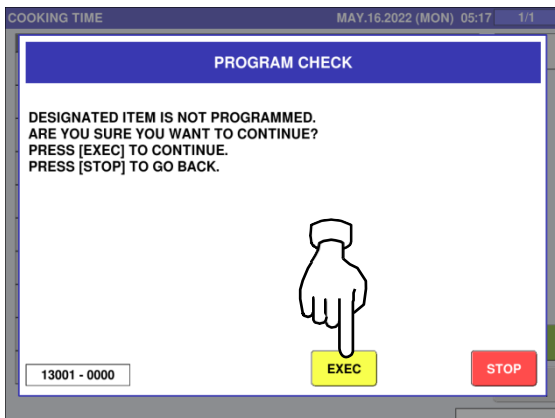 COOKING TIME MAY.16.2022 (MON) 05:17 1/1
PROGRAM CHECK
DESIGNATED ITEM IS NOT PROGRAMMED.
ARE YOU SURE YOU WANT TO CONTINUE?
PRESS [EXEC] TO CONTINUE.
PRESS [STOP] TO GO BACK.
13001 - 0000 EXEC STOP